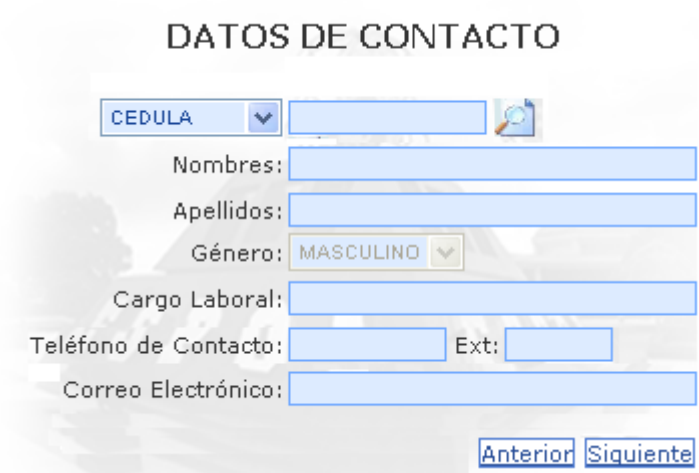 DATOS DE CONTACTO
CEDULA
Nombres:
Apellidos:
Género: MASCULINO
Cargo Laboral:
Teléfono de Contacto: Ext:
Correo Electrónico:
Anterior Siguiente